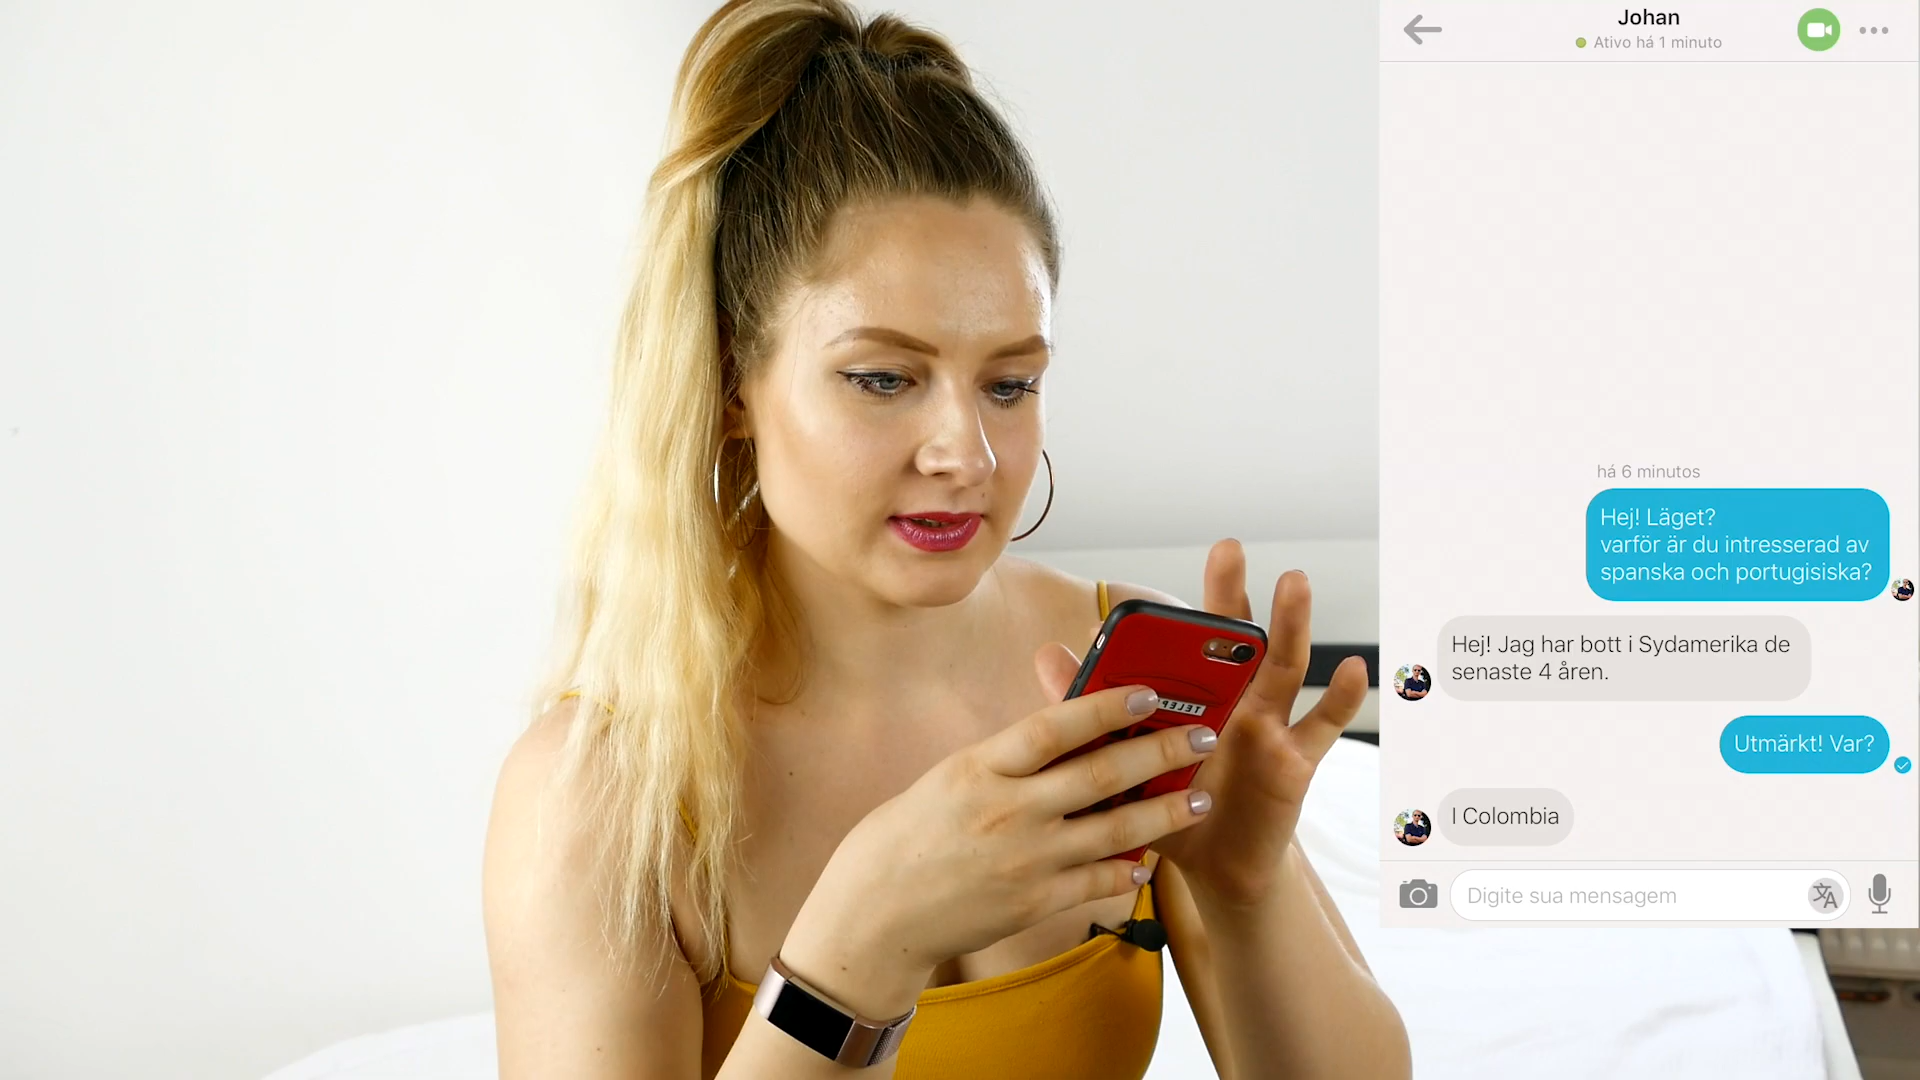 Johan
Ativo há 1 minuto
há 6 minutos
Hej! Läget?
varför är du intresserad av
spanska och portugisiska?
Hej! Jag har bott i Sydamerika de
senaste 4 åren.
Utmärkt! Var?
I Colombia
Digite sua mensagem